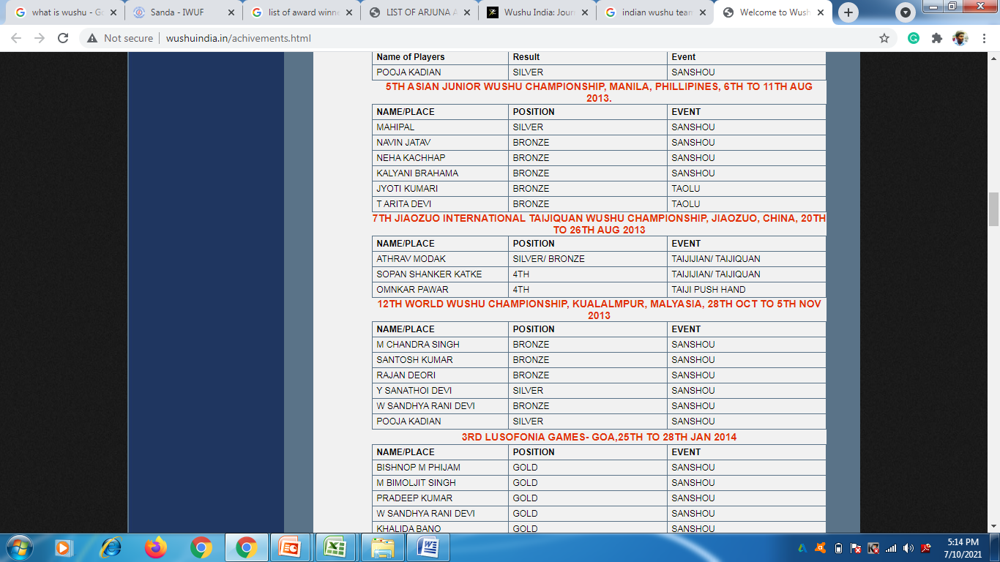 what is wushu - Go
Sanda - IWUF
list of award winne
LIST OF ARJUNA A
Wushu India: Jour
indian wushu team
Welcome to Wush
Not secure
wushuindia.in/achivements.html
Name of Players Result Event
POOJA KADIAN SILVER SANSHOU
5TH ASIAN JUNIOR WUSHU CHAMPIONSHIP, MANILA, PHILLIPINES, 6TH TO 11TH AUG
2013.
NAME/PLACE POSITION EVENT
MAHIPAL SILVER SANSHOU
NAVIN JATAV BRONZE SANSHOU
NEHA KACHHAP BRONZE SANSHOU
KALYANI BRAHAMA BRONZE SANSHOU
JYOTI KUMARI BRONZE TAOLU
T ARITA DEVI BRONZE TAOLU
7TH JIAOZUO INTERNATIONAL TAIJIQUAN WUSHU CHAMPIONSHIP, JIAOZUO, CHINA, 20TH
TO 26TH AUG 2013
NAME/PLACE POSITION EVENT
ATHRAV MODAK SILVER/ BRONZE TAIJIJIAN/ TAIJIQUAN
SOPAN SHANKER KATKE 4TH TAIJIJIAN/ TAIJIQUAN
OMNKAR PAWAR 4TH TAIJI PUSH HAND
12TH WORLD WUSHU CHAMPIONSHIP, KUALALMPUR, MALYASIA, 28TH OCT TO 5TH NOV
2013
NAME/PLACE POSITION EVENT
M CHANDRA SINGH BRONZE SANSHOU
SANTOSH KUMAR BRONZE SANSHOU
RAJAN DEORI BRONZE SANSHOU
Y SANATHOI DEVI SILVER SANSHOU
W SANDHYA RANI DEVI BRONZE SANSHOU
POOJA KADIAN SILVER SANSHOU
3RD LUSOFONIA GAMES- GOA,25TH TO 28TH JAN 2014
NAME/PLACE POSITION EVENT
BISHNOP M PHIJAM GOLD SANSHOU
M BIMOLJIT SINGH GOLD SANSHOU
PRADEEP KUMAR GOLD SANSHOU
W SANDHYA RANI DEVI GOLD SANSHOU
KHALIDA BANO GOLD SANSHOU
5:14 PM
7/10/2021